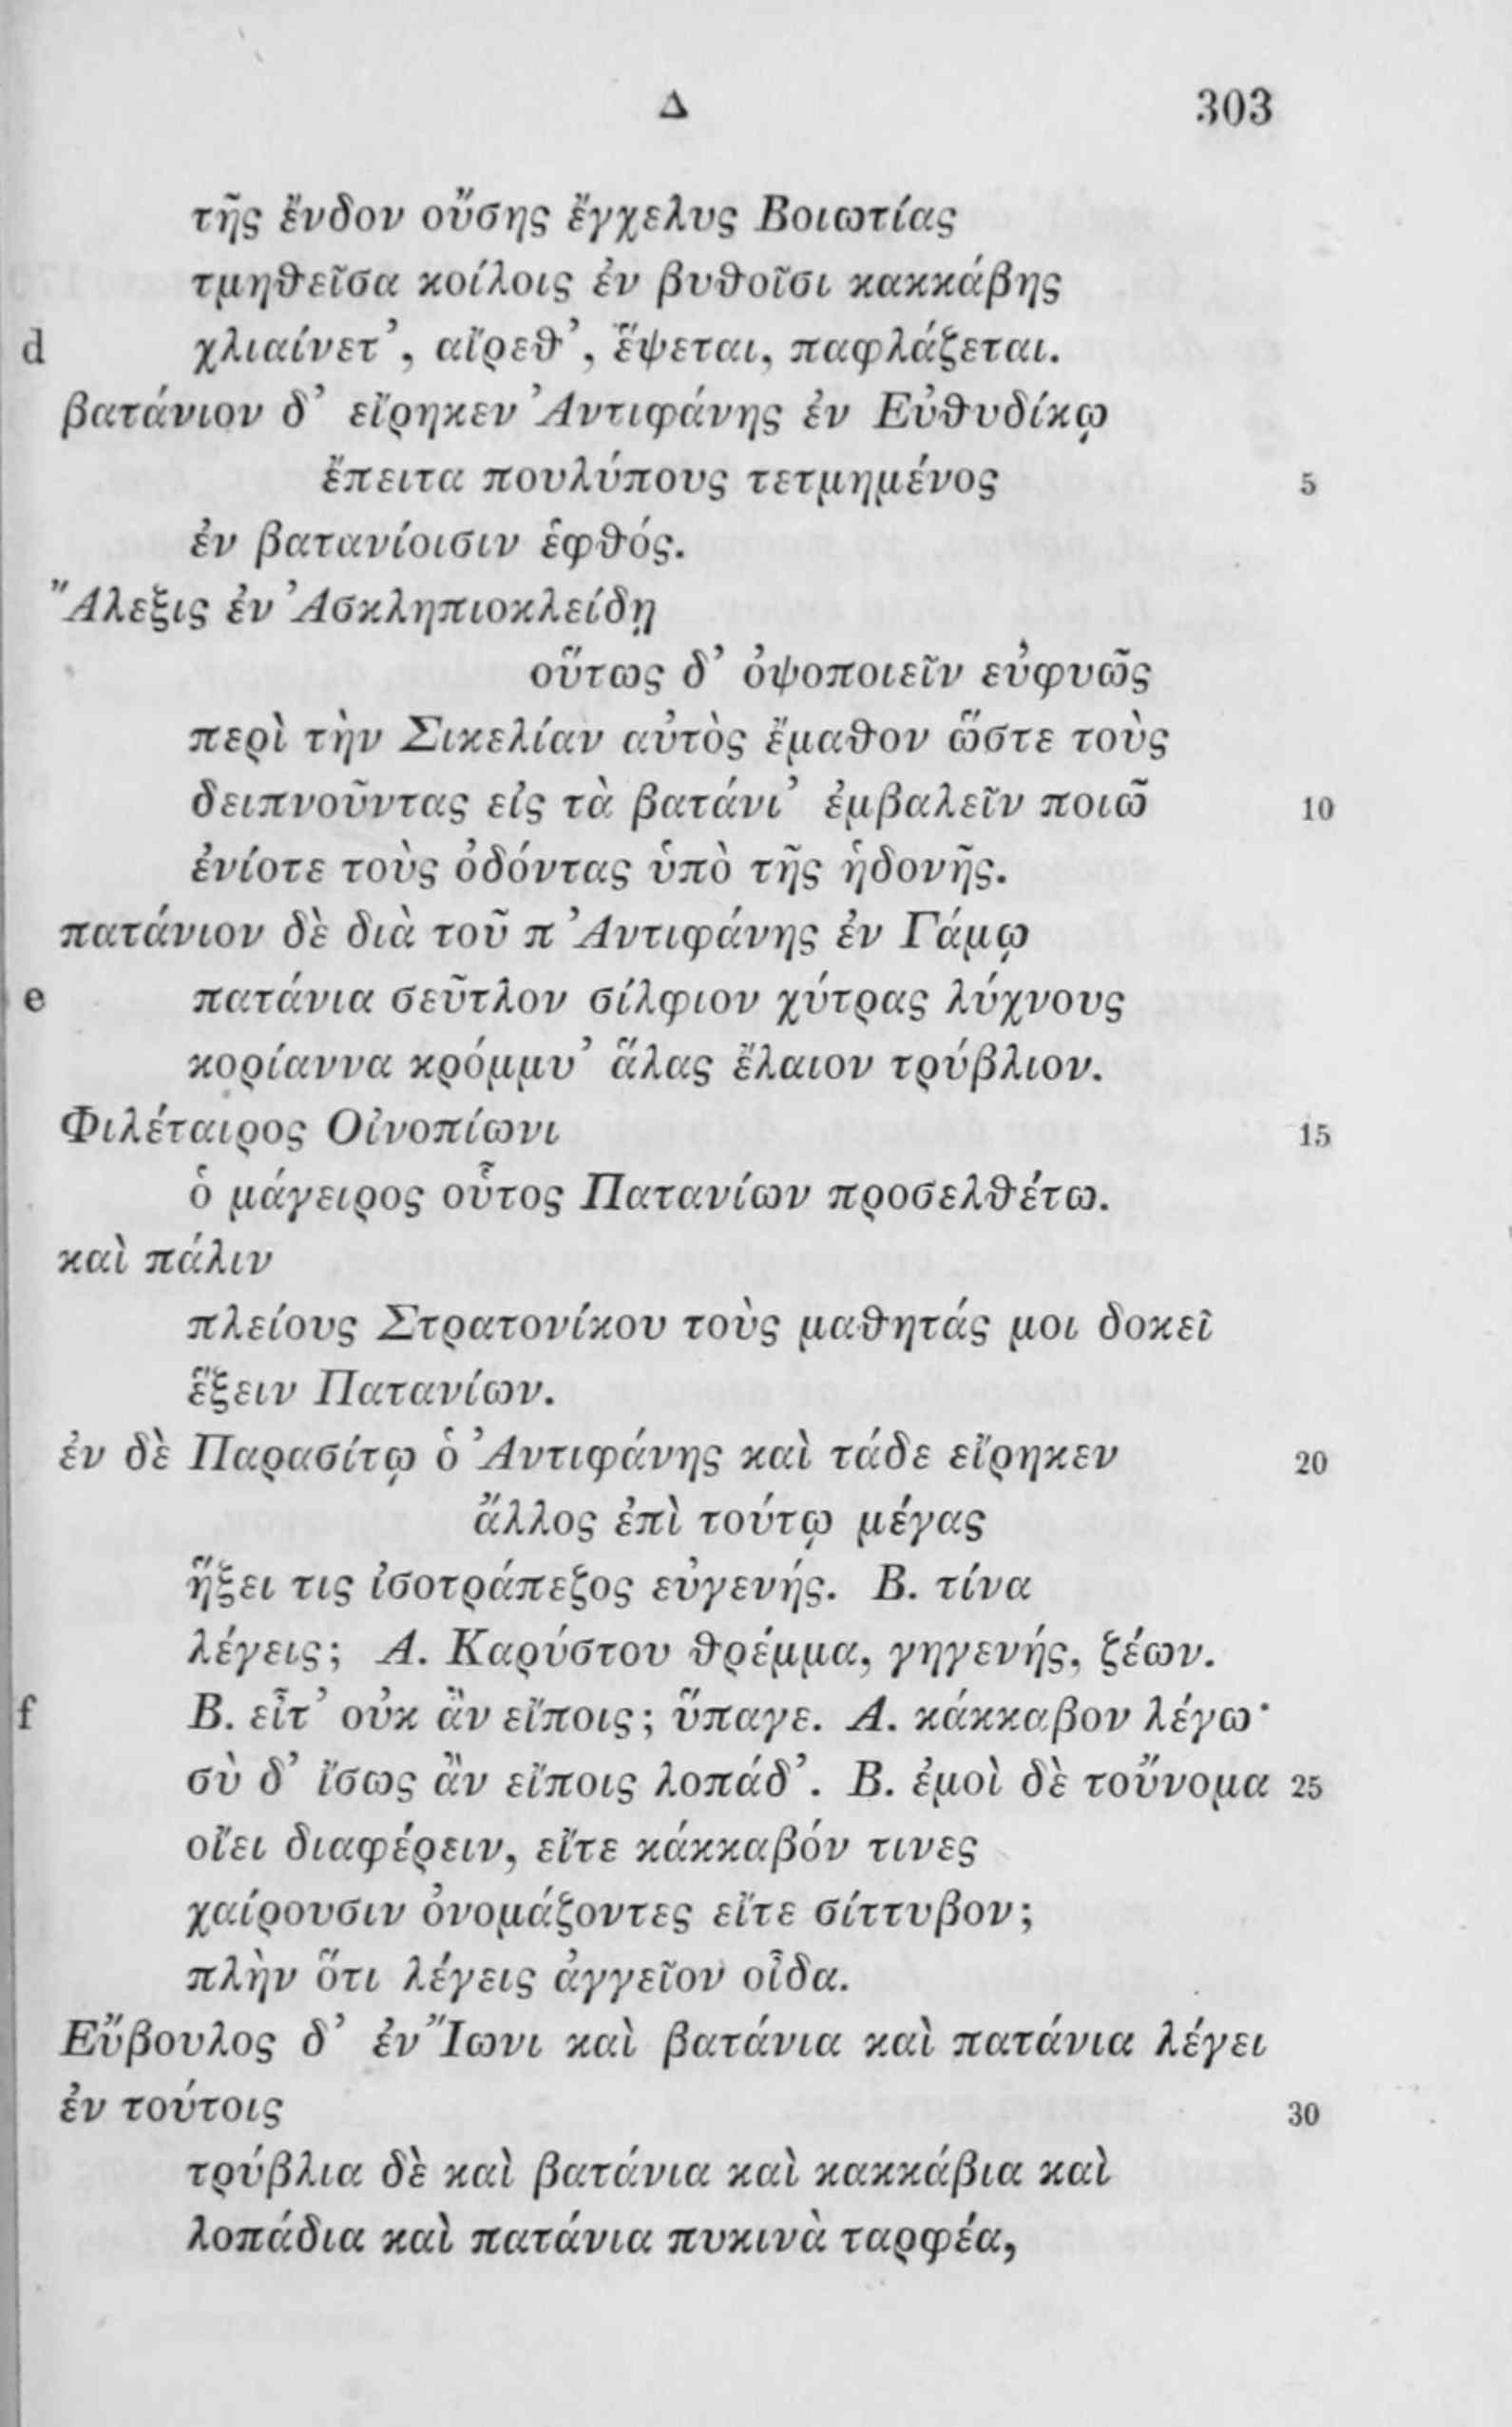 Δ 303
τῆς ἔνδον οὔσης ἔγχελυς Βοιωτίας
τμηθεῖσα κοίλοις ἐν βυθοῖσι κακκάβης
d χλιαίνετ’, αἴρεθ’, ἕψεται, παφλάζεται.
βατάνιον δ’ εἴρηκεν Ἀντιφάνης ἐν Εὐθυδίκῳ
ἔπειτα πουλύπους τετμημένος 5
ἐν βατανίοισιν ἑφθός.
Ἄλεξις ἐν Ἀσκληπιοκλείδῃ
οὕτως δ’ ὀψοποιεῖν εὐφυῶς
περὶ τὴν Σικελίαν αὐτὸς ἔμαθον ὥστε τοὺς
δειπνοῦντας εἰς τὰ βατάνι’ ἐμβαλεῖν ποιῶ 10
ἐνίοτε τοὺς ὀδόντας ὑπὸ τῆς ἡδονῆς.
πατάνιον δὲ διὰ τοῦ π Ἀντιφάνης ἐν Γάμῳ
e πατάνια σεῦτλον σίλφιον χύτρας λύχνους
κορίαννα κρόμμυ’ ἅλας ἔλαιον τρύβλιον.
Φιλέταιρος Οἰνοπίωνι 15
ὁ μάγειρος οὗτος Πατανίων προσελθέτω.
καὶ πάλιν
πλείους Στρατονίκου τοὺς μαθητάς μοι δοκεῖ
ἕξειν Πατανίων.
ἐν δὲ Παρασίτῳ ὁ Ἀντιφάνης καὶ τάδε εἴρηκεν 20
ἄλλος ἐπὶ τούτῳ μέγας
ἥξει τις ἰσοτράπεζος εὐγενής. Β. τίνα
λέγεις; Α. Καρύστου θρέμμα, γηγενής, ζέων.
f Β. εἶτ’ οὐκ ἂν εἴποις; ὕπαγε. Α. κάκκαβον λέγω·
σὺ δ’ ἴσως ἂν εἴποις λοπάδ’. Β. ἐμοὶ δὲ τοὔνομα 25
οἴει διαφέρειν, εἴτε κάκκαβόν τινες
χαίρουσιν ὀνομάζοντες εἴτε σίττυβον;
πλὴν ὅτι λέγεις ἀγγεῖον οἶδα.
Εὔβουλος δ’ ἐν Ἴωνι καὶ βατάνια καὶ πατάνια λέγει
ἐν τούτοις 30
τρύβλια δὲ καὶ βατάνια καὶ κακκάβια καὶ
λοπάδια καὶ πατάνια πυκινὰ ταρφέα,